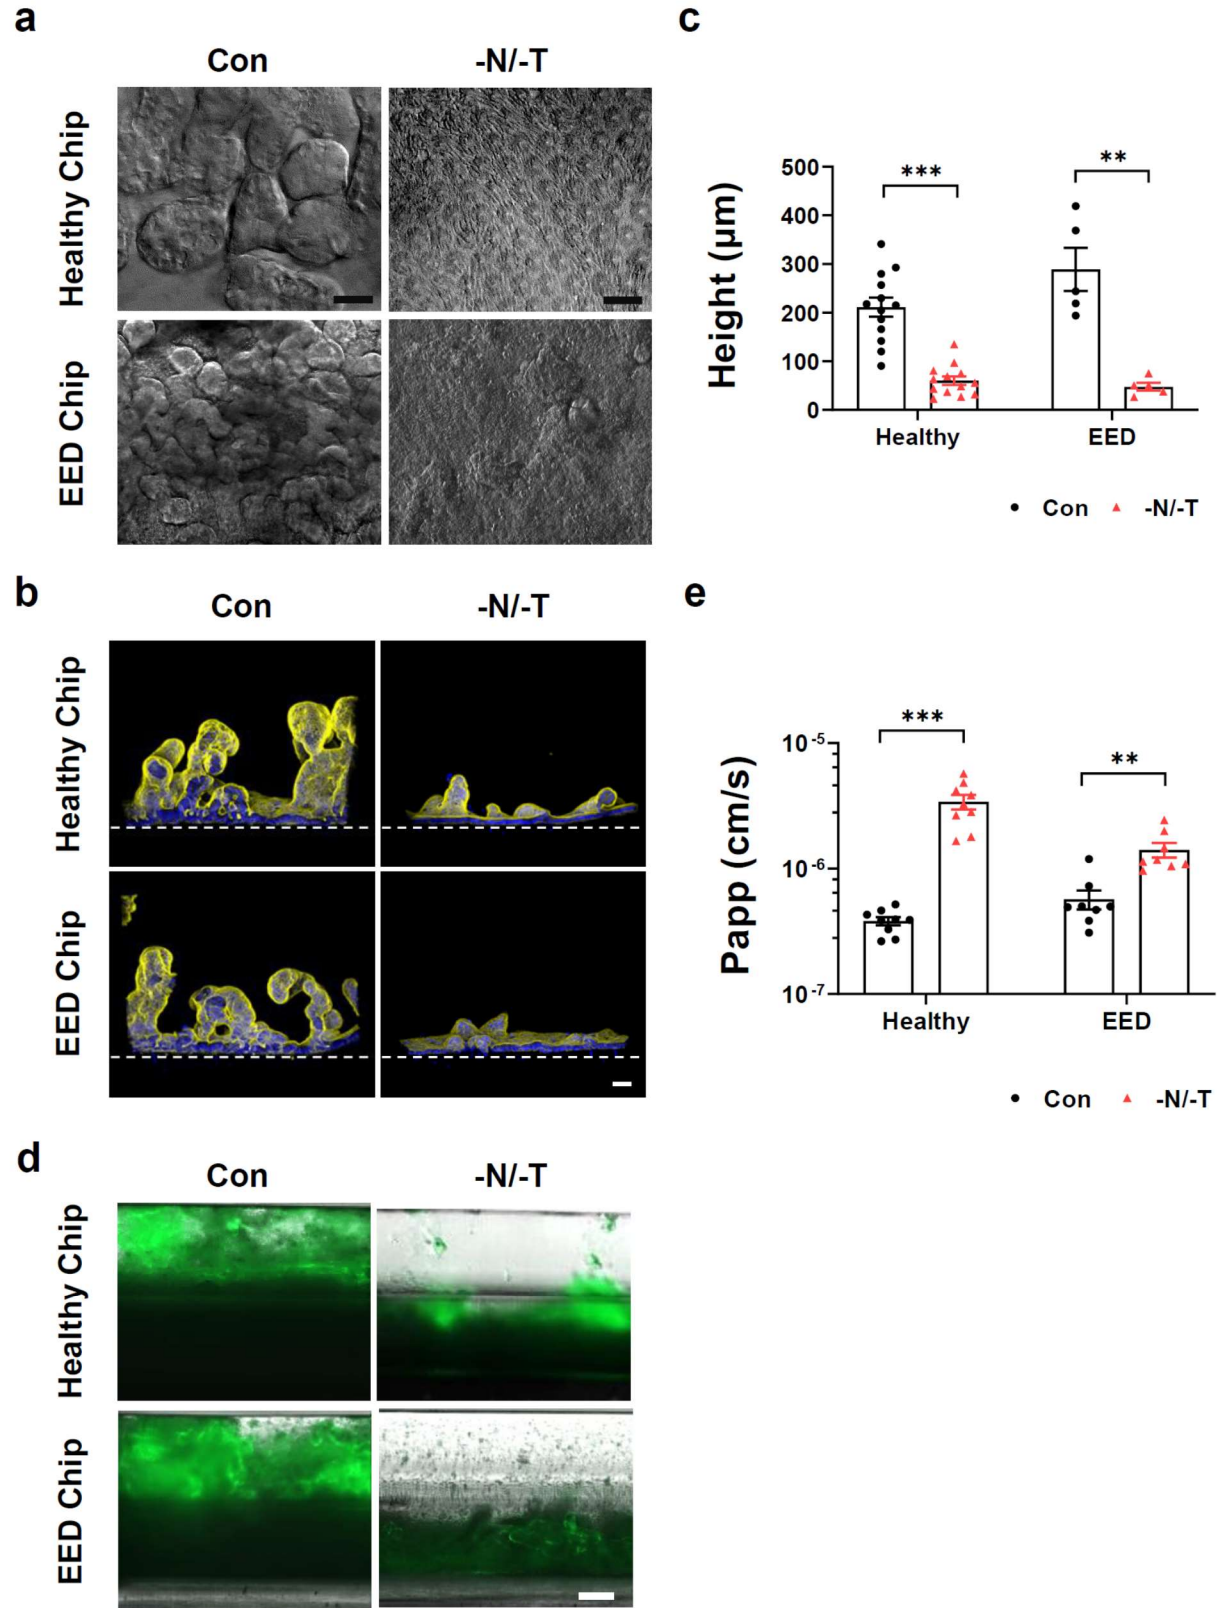 a
Con
-N/-T
Healthy Chip
EED Chip
c
Height (µm)
500
400
300
200
100
0
***
**
Healthy
EED
Con
-N/-T
b
Con
-N/-T
Healthy Chip
EED Chip
e
Papp (cm/s)
10⁻⁵
10⁻⁶
10⁻⁷
***
**
Healthy
EED
Con
-N/-T
d
Con
-N/-T
Healthy Chip
EED Chip